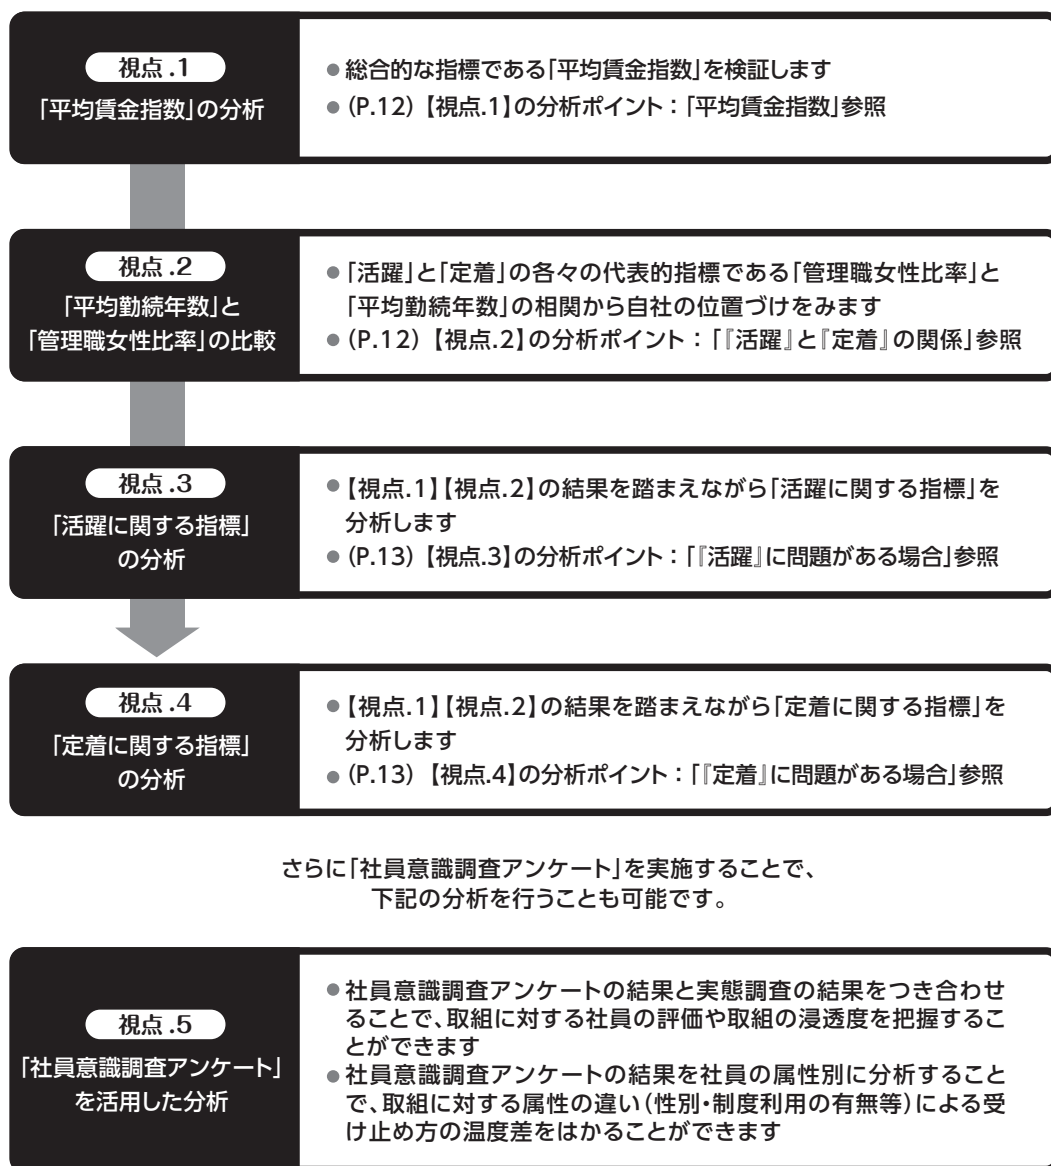 視点.1
「平均賃金指数」の分析
●総合的な指標である「平均賃金指数」を検証します
●(P.12)【視点.1】の分析ポイント：「平均賃金指数」参照
視点.2
「平均勤続年数」と
「管理職女性比率」の比較
●「活躍」と「定着」の各々の代表的指標である「管理職女性比率」と
「平均勤続年数」の相関から自社の位置づけをみます
●(P.12)【視点.2】の分析ポイント：「『活躍』と『定着』の関係」参照
視点.3
「活躍に関する指標」
の分析
●【視点.1】【視点.2】の結果を踏まえながら「活躍に関する指標」を
分析します
●(P.13)【視点.3】の分析ポイント：「『活躍』に問題がある場合」参照
視点.4
「定着に関する指標」
の分析
●【視点.1】【視点.2】の結果を踏まえながら「定着に関する指標」を
分析します
●(P.13)【視点.4】の分析ポイント：「『定着』に問題がある場合」参照
さらに「社員意識調査アンケート」を実施することで、
下記の分析を行うことも可能です。
視点.5
「社員意識調査アンケート」
を活用した分析
●社員意識調査アンケートの結果と実態調査の結果をつき合わせ
ることで、取組に対する社員の評価や取組の浸透度を把握するこ
とができます
●社員意識調査アンケートの結果を社員の属性別に分析すること
で、取組に対する属性の違い(性別・制度利用の有無等)による受
け止め方の温度差をはかることができます